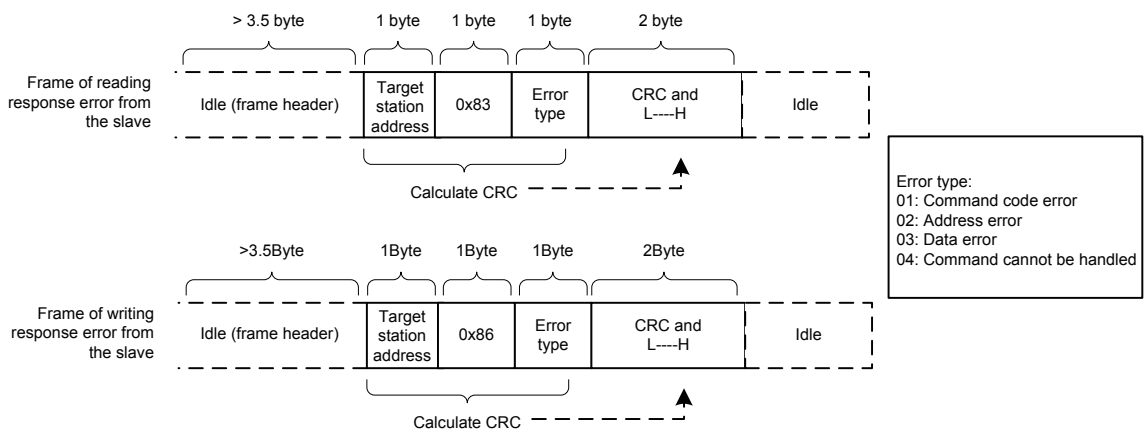 > 3.5 byte
1 byte
1 byte
1 byte
2 byte
Frame of reading
response error from
the slave
Idle (frame header)
Target
station
address
0x83
Error
type
CRC and
L----H
Idle
Calculate CRC
Error type:
01: Command code error
02: Address error
03: Data error
04: Command cannot be handled
>3.5Byte
1Byte
1Byte
1Byte
2Byte
Frame of writing
response error from
the slave
Idle (frame header)
Target
station
address
0x86
Error
type
CRC and
L----H
Idle
Calculate CRC